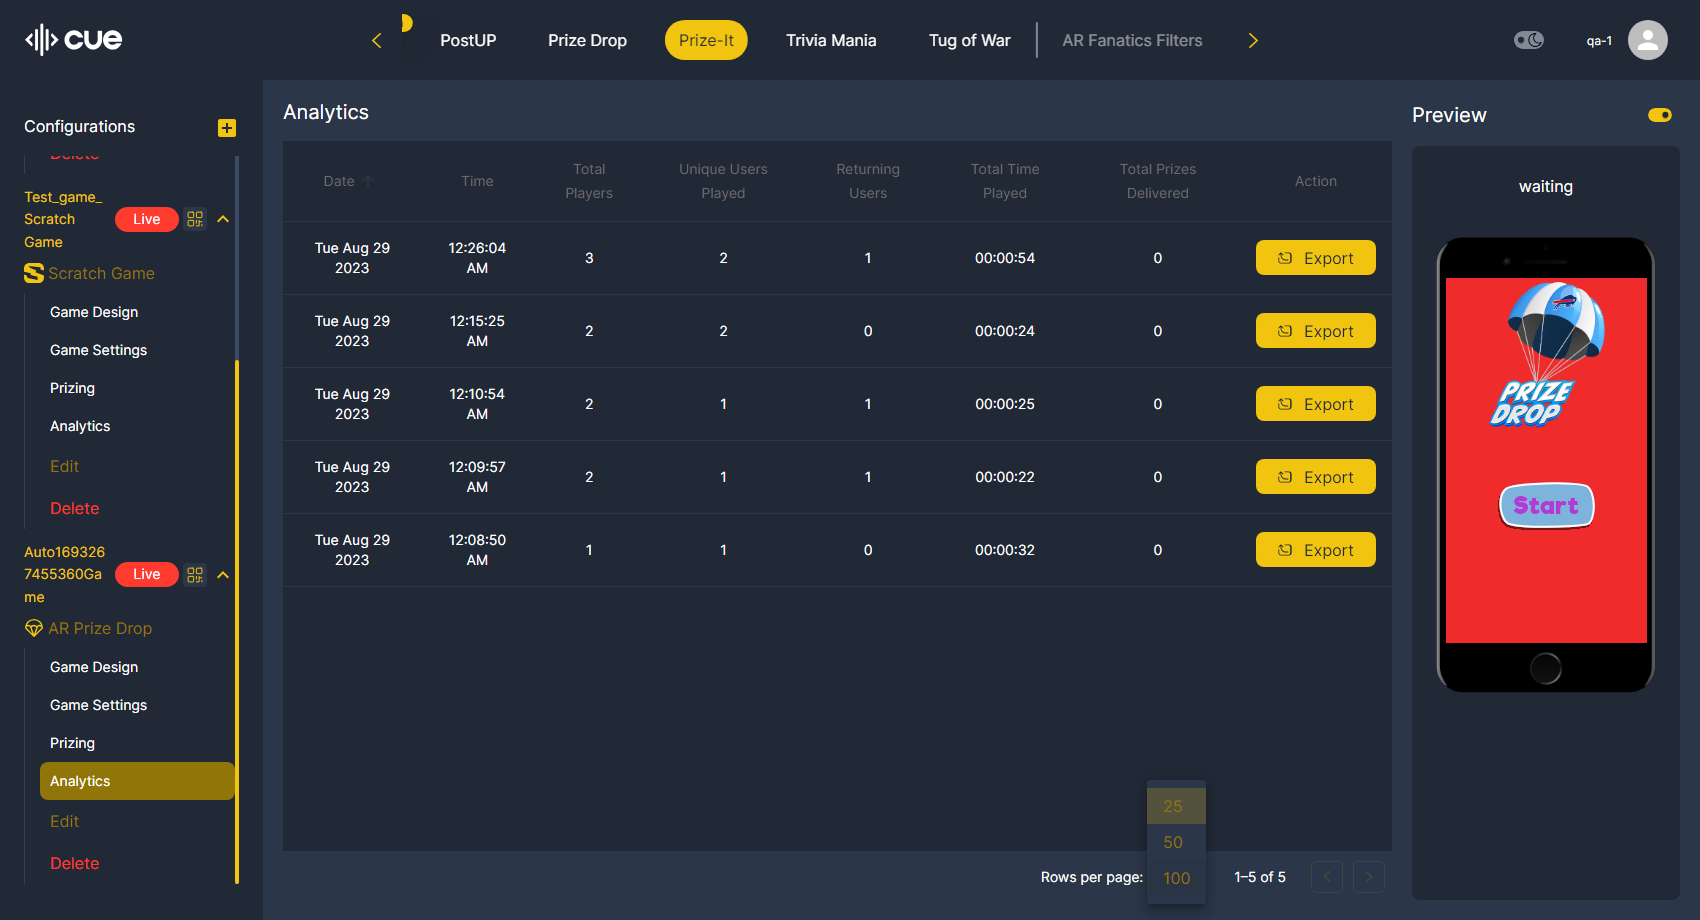 cue
PostUP
Prize Drop
Prize-It
Trivia Mania
Tug of War
AR Fanatics Filters
qa-1
Configurations
Delete
Test_game_
Scratch
Game
Live
Scratch Game
Game Design
Game Settings
Prizing
Analytics
Edit
Delete
Auto169326
7455360Ga
me
Live
AR Prize Drop
Game Design
Game Settings
Prizing
Analytics
Edit
Delete
Analytics
Date
Time
Total
Players
Unique Users
Played
Returning
Users
Total Time
Played
Total Prizes
Delivered
Action
Tue Aug 29
2023
12:26:04
AM
3
2
1
00:00:54
0
Export
Tue Aug 29
2023
12:15:25
AM
2
2
0
00:00:24
0
Export
Tue Aug 29
2023
12:10:54
AM
2
1
1
00:00:25
0
Export
Tue Aug 29
2023
12:09:57
AM
2
1
1
00:00:22
0
Export
Tue Aug 29
2023
12:08:50
AM
1
1
0
00:00:32
0
Export
25
50
100
Rows per page:
1–5 of 5
Preview
waiting
PRIZE
DROP
Start